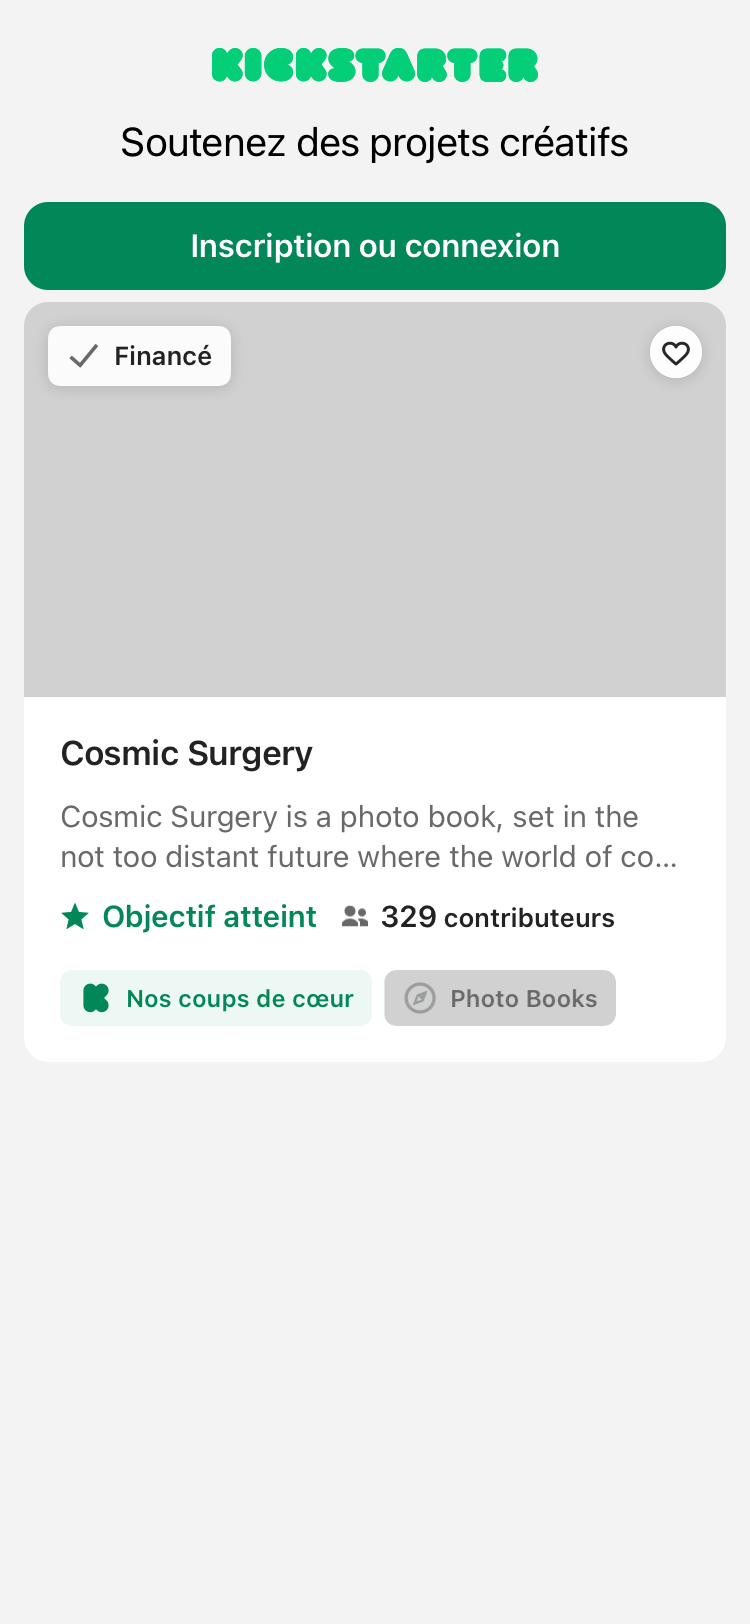 KICKSTARTER
Soutenez des projets créatifs
Inscription ou connexion
Financé
Cosmic Surgery
Cosmic Surgery is a photo book, set in the
not too distant future where the world of co...
Objectif atteint 329 contributeurs
Nos coups de cœur Photo Books